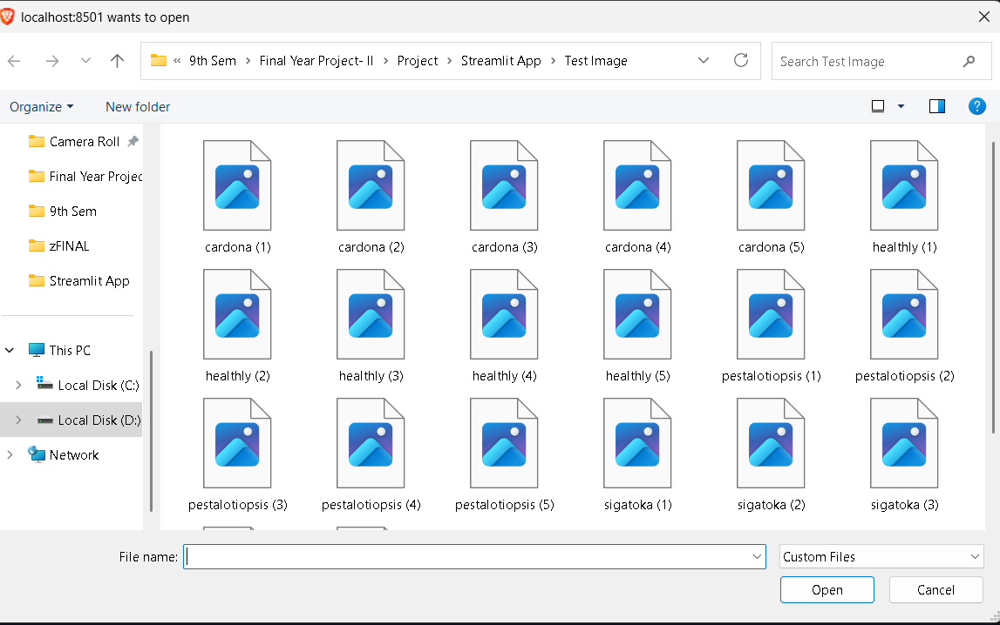 localhost:8501 wants to open
« 9th Sem > Final Year Project- II > Project > Streamlit App > Test Image
Search Test Image
Organize
New folder
?
Camera Roll
Final Year Projec
9th Sem
zFINAL
Streamlit App
This PC
Local Disk (C:)
Local Disk (D:)
Network
cardona (1) cardona (2) cardona (3) cardona (4) cardona (5) healthly (1)
healthly (2) healthly (3) healthly (4) healthly (5) pestalotiopsis (1) pestalotiopsis (2)
pestalotiopsis (3) pestalotiopsis (4) pestalotiopsis (5) sigatoka (1) sigatoka (2) sigatoka (3)
File name:
Custom Files
Open Cancel